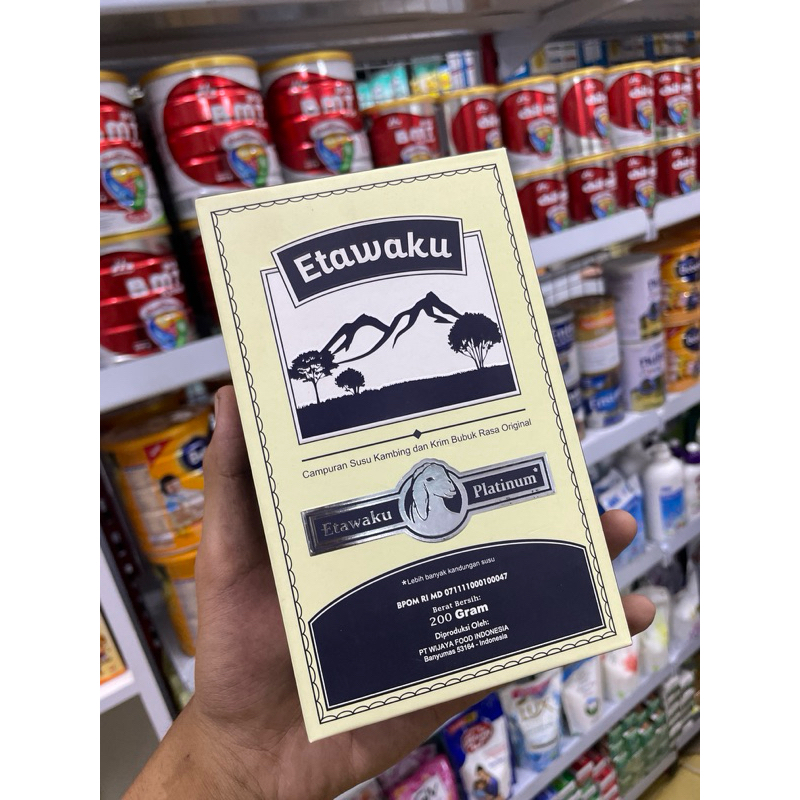 Etawaku
Campuran Susu Kambing dan Krim Bubuk Rasa Original
Etawaku Platinum*
*Lebih banyak kandungan susu
BPOM RI MD 071111000100047
Berat Bersih:
200 Gram
Diproduksi Oleh:
PT WIJAYA FOOD INDONESIA
Banyumas 53164 - Indonesia